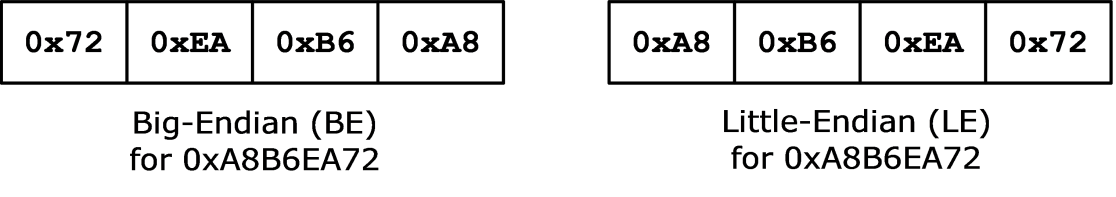 0x72 0xEA 0xB6 0xA8
Big-Endian (BE)
for 0xA8B6EA72
0xA8 0xB6 0xEA 0x72
Little-Endian (LE)
for 0xA8B6EA72